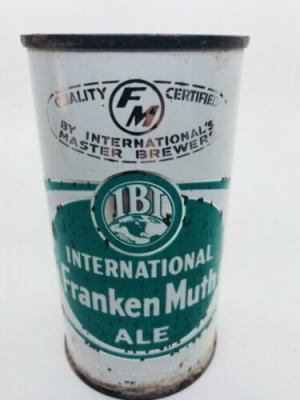 QUALITY FM CERTIFIED
BY INTERNATIONAL'S
MASTER BREWER
IBI
INTERNATIONAL
Franken Muth
ALE